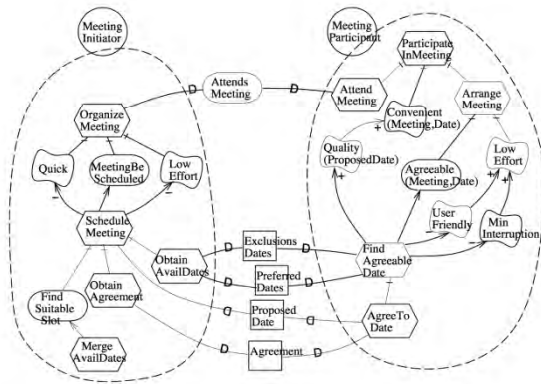 Meeting
Initiator
Meeting
Participant
Participate
InMeeting
Attends
Meeting
Attend
Meeting
Arrange
Meeting
Organize
Meeting
Convenient
(Meeting,Date)
Quality
(ProposedDate)
Quick
MeetingBe
Scheduled
Low
Effort
Low
Effort
Agreeable
(Meeting,Date)
User
Friendly
Min
Interruption
Schedule
Meeting
Obtain
AvailDates
Exclusions
Dates
Preferred
Dates
Find
Agreeable
Date
Find
Suitable
Slot
Obtain
Agreement
Proposed
Date
AgreeTo
Date
Merge
AvailDates
Agreement
D
D
D
D
D
D
D
D
D
D
+
+
+
+
−
−
−
−